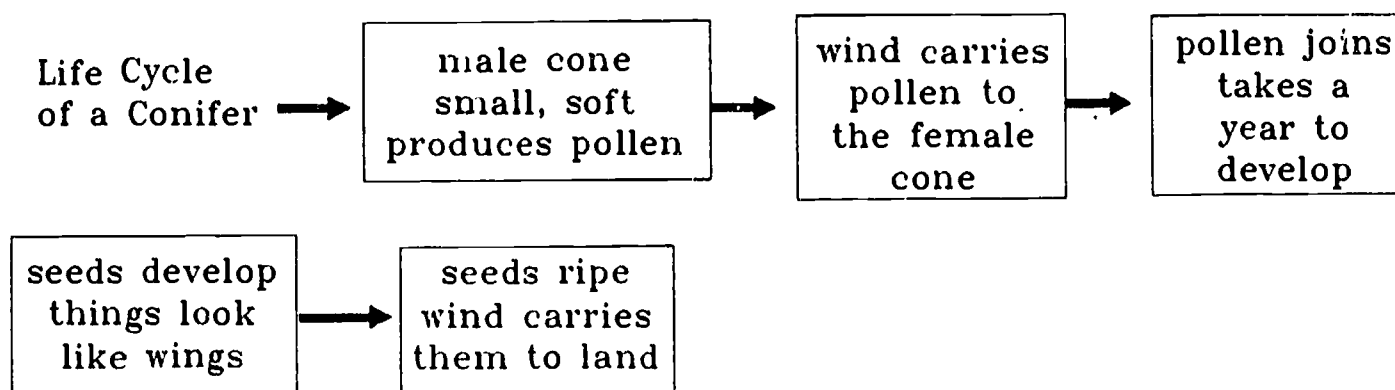 Life Cycle
of a Conifer
male cone
small, soft
produces pollen
wind carries
pollen to
the female
cone
pollen joins
takes a
year to
develop
seeds develop
things look
like wings
seeds ripe
wind carries
them to land